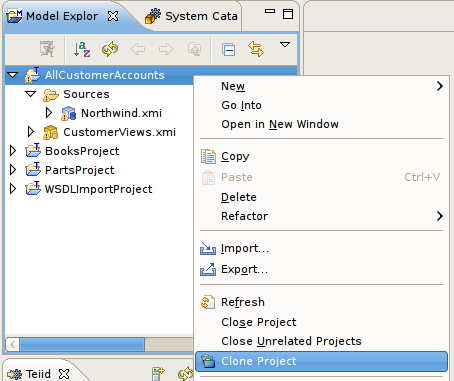 Model Explor
System Cata
AllCustomerAccounts
Sources
Northwind.xmi
CustomerViews.xmi
BooksProject
PartsProject
WSDLImportProject
New
Go Into
Open in New Window
Copy
Paste Ctrl+V
Delete
Refactor
Import...
Export...
Refresh
Close Project
Close Unrelated Projects
Clone Project
Teiid